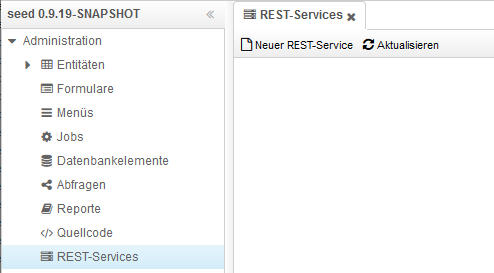 seed 0.9.19-SNAPSHOT
Administration
Entitäten
Formulare
Menüs
Jobs
Datenbankelemente
Abfragen
Reporte
Quellcode
REST-Services
REST-Services
Neuer REST-Service Aktualisieren